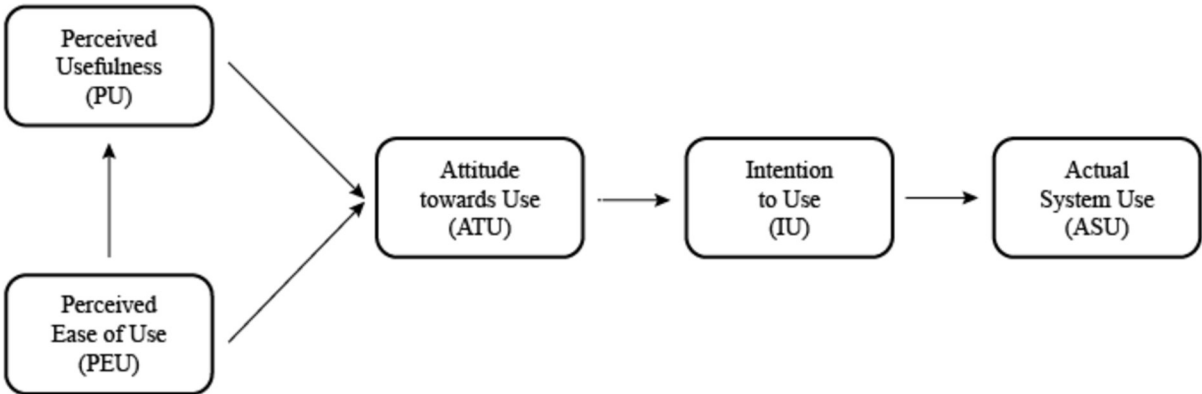 Perceived
Usefulness
(PU)
Perceived
Ease of Use
(PEU)
Attitude
towards Use
(ATU)
Intention
to Use
(IU)
Actual
System Use
(ASU)